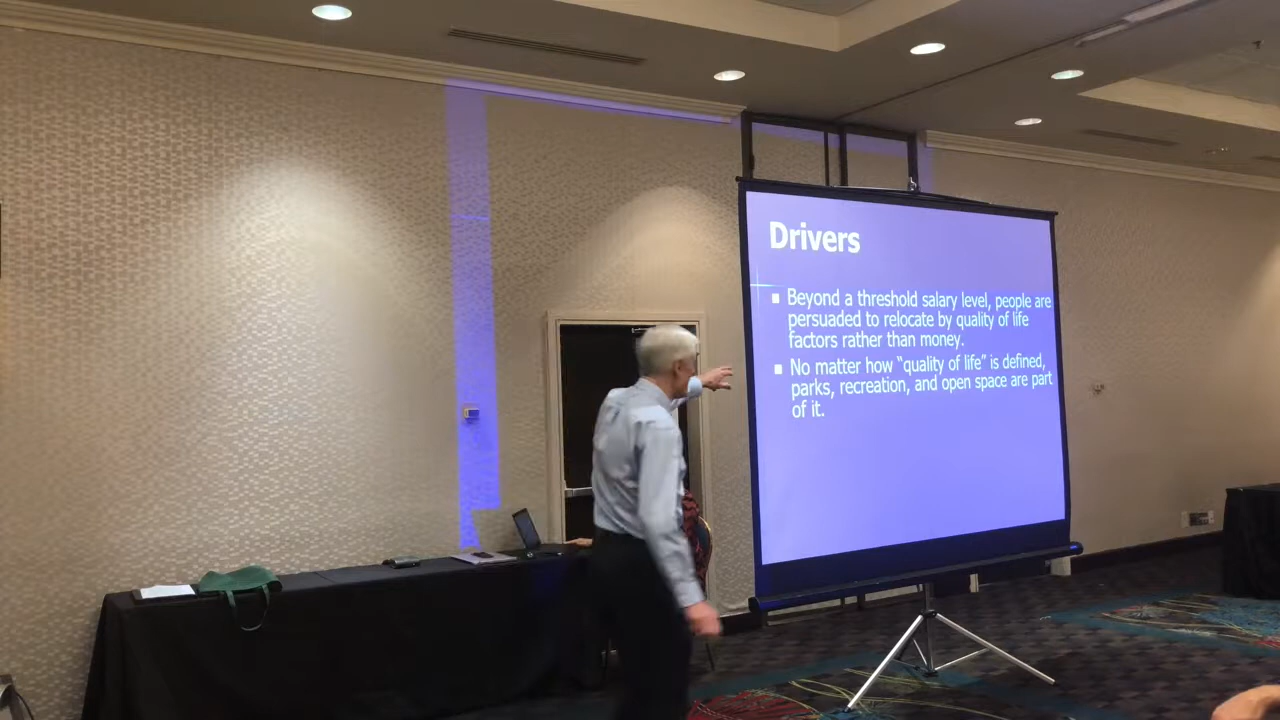 Drivers
Beyond a threshold salary level, people are
persuaded to relocate by quality of life
factors rather than money.
No matter how “quality of life” is defined,
parks, recreation, and open space are part
of it.